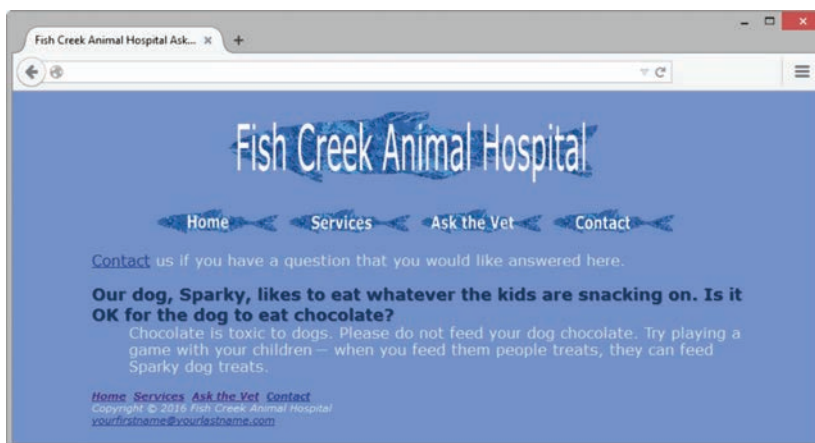 Fish Creek Animal Hospital Ask...
Fish Creek Animal Hospital
Home Services Ask the Vet Contact
Contact us if you have a question that you would like answered here.
Our dog, Sparky, likes to eat whatever the kids are snacking on. Is it
OK for the dog to eat chocolate?
Chocolate is toxic to dogs. Please do not feed your dog chocolate. Try playing a
game with your children — when you feed them people treats, they can feed
Sparky dog treats.
Home Services Ask the Vet Contact
Copyright © 2016 Fish Creek Animal Hospital
yourfirstname@yourlastname.com